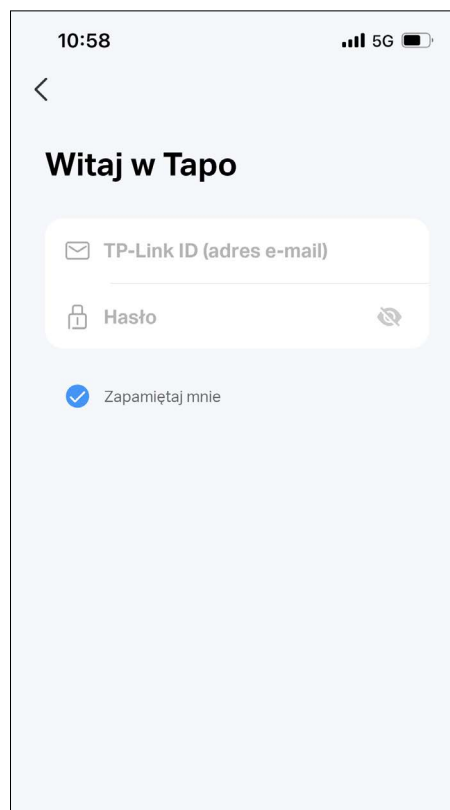 10:58
5G
Witaj w Tapo
TP-Link ID (adres e-mail)
Hasło
Zapamiętaj mnie